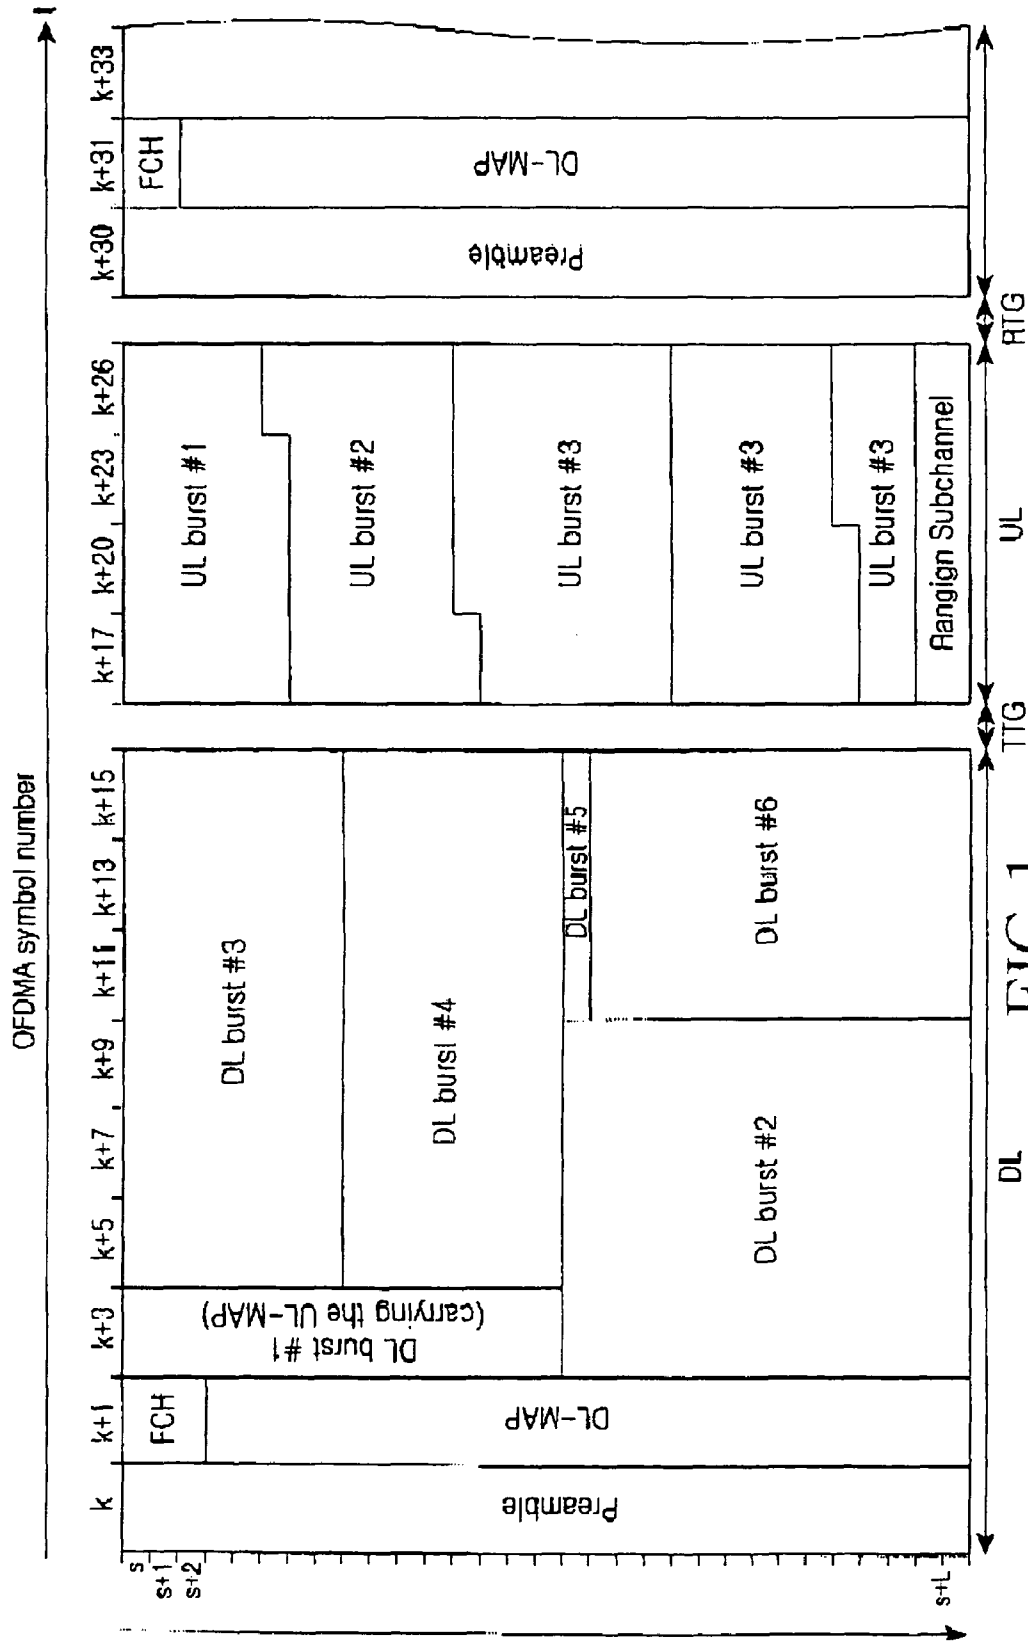 OFDMA symbol number
t
k
k+1
k+3
k+5
k+7
k+9
k+11
k+13
k+15
k+17
k+20
k+23
k+26
k+30
k+31
k+33
s
s+1
s+2
s+L
Preamble
FCH
DL-MAP
DL burst #1
(carrying the UL-MAP)
DL burst #3
DL burst #4
DL burst #2
DL burst #5
DL burst #6
UL burst #1
UL burst #2
UL burst #3
UL burst #3
UL burst #3
Rangign Subchannel
Preamble
FCH
DL-MAP
DL
TTG
UL
RTG
FIG. 1